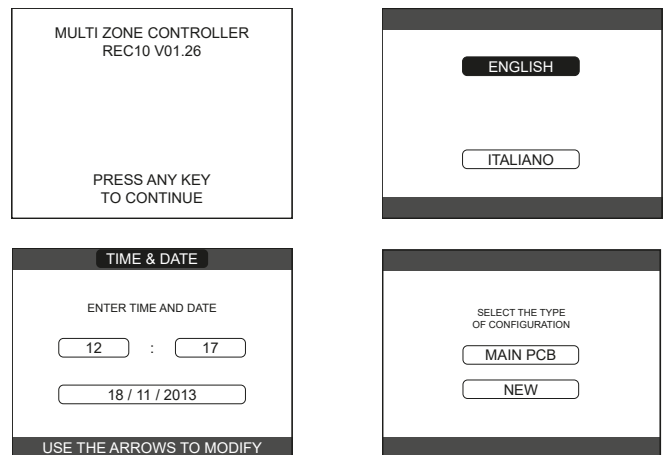 MULTI ZONE CONTROLLER
REC10 V01.26
PRESS ANY KEY
TO CONTINUE
ENGLISH
ITALIANO
TIME & DATE
ENTER TIME AND DATE
12 : 17
18 / 11 / 2013
USE THE ARROWS TO MODIFY
SELECT THE TYPE
OF CONFIGURATION
MAIN PCB
NEW